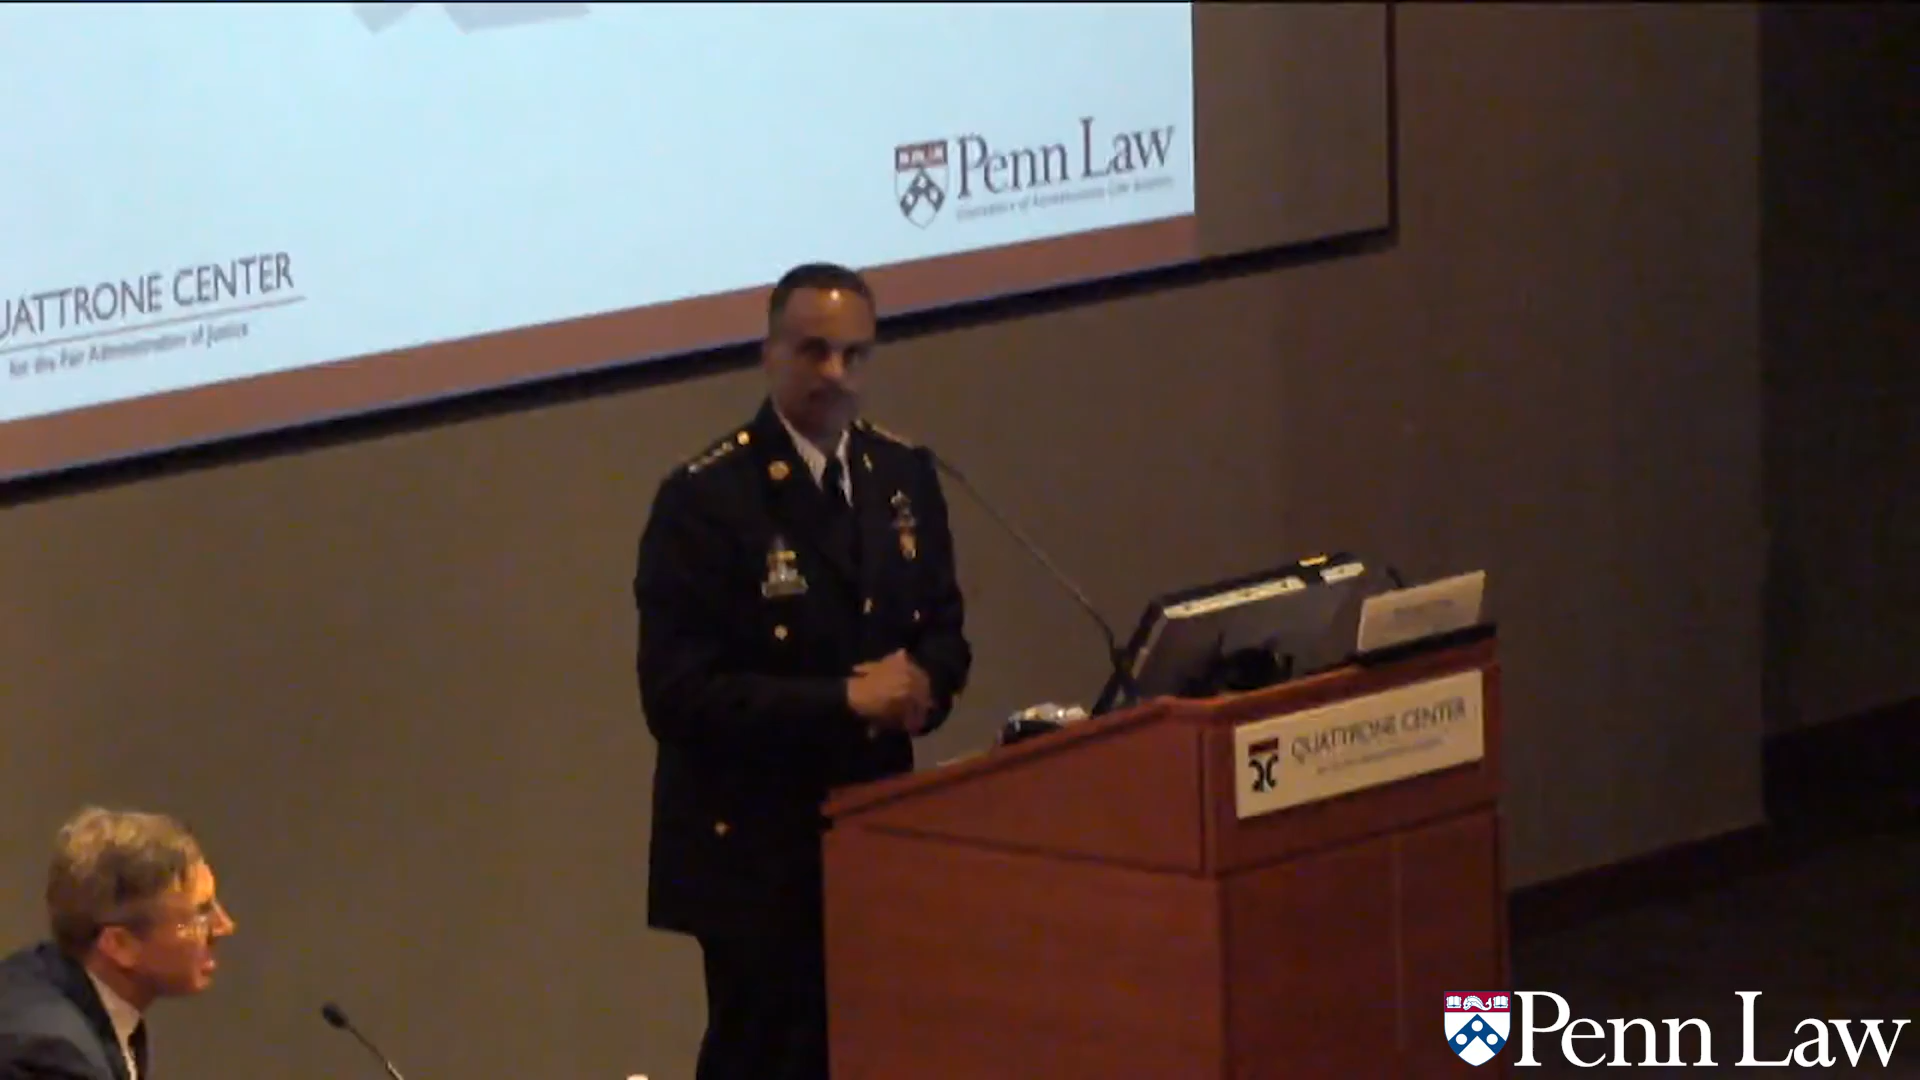 Penn Law
UATTRONE CENTER
for the Fair Administration of Justice
QUATTRONE CENTER
Penn Law